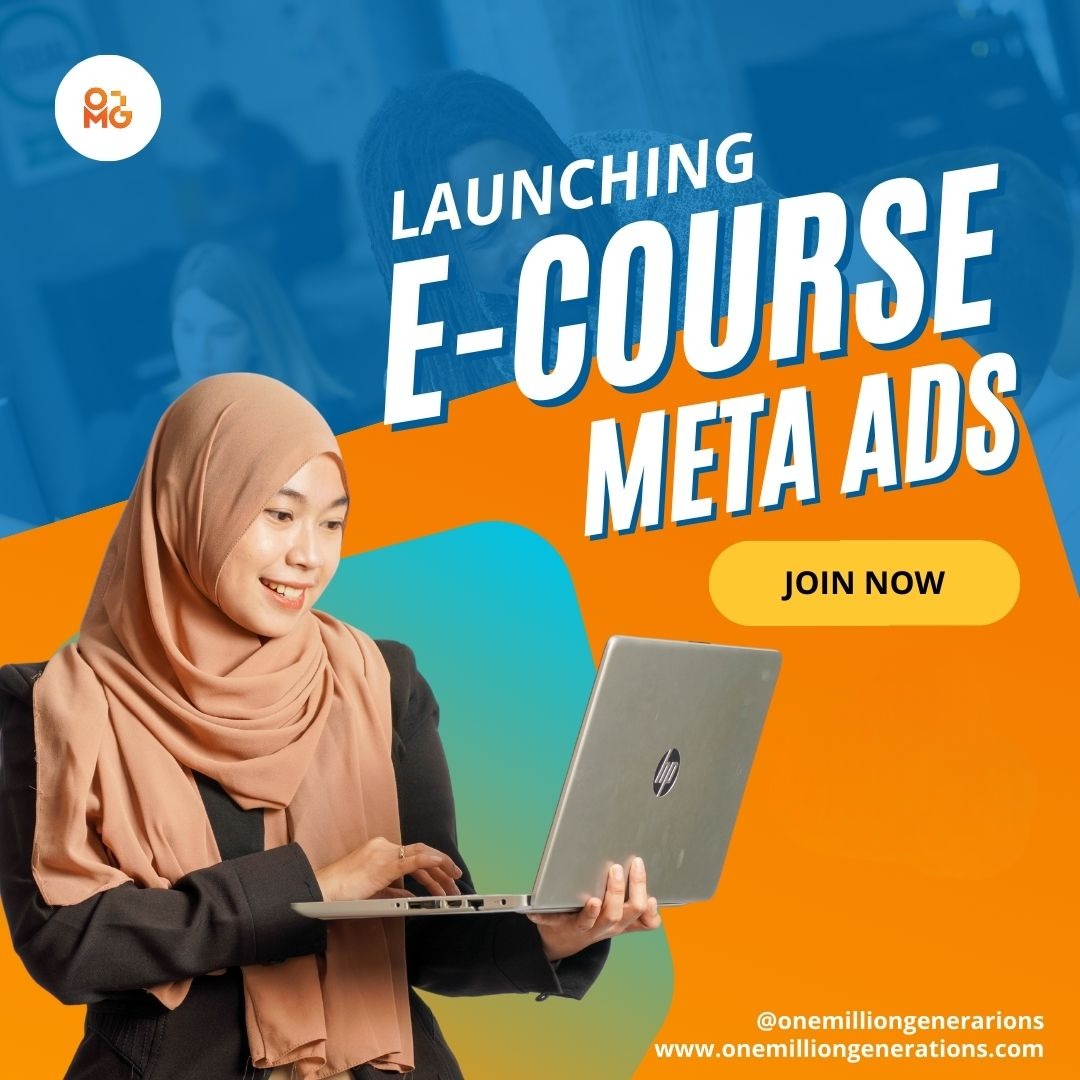 OMG
LAUNCHING
E-COURSE
META ADS
JOIN NOW
hp
@onemilliongenerarions
www.onemilliongenerations.com